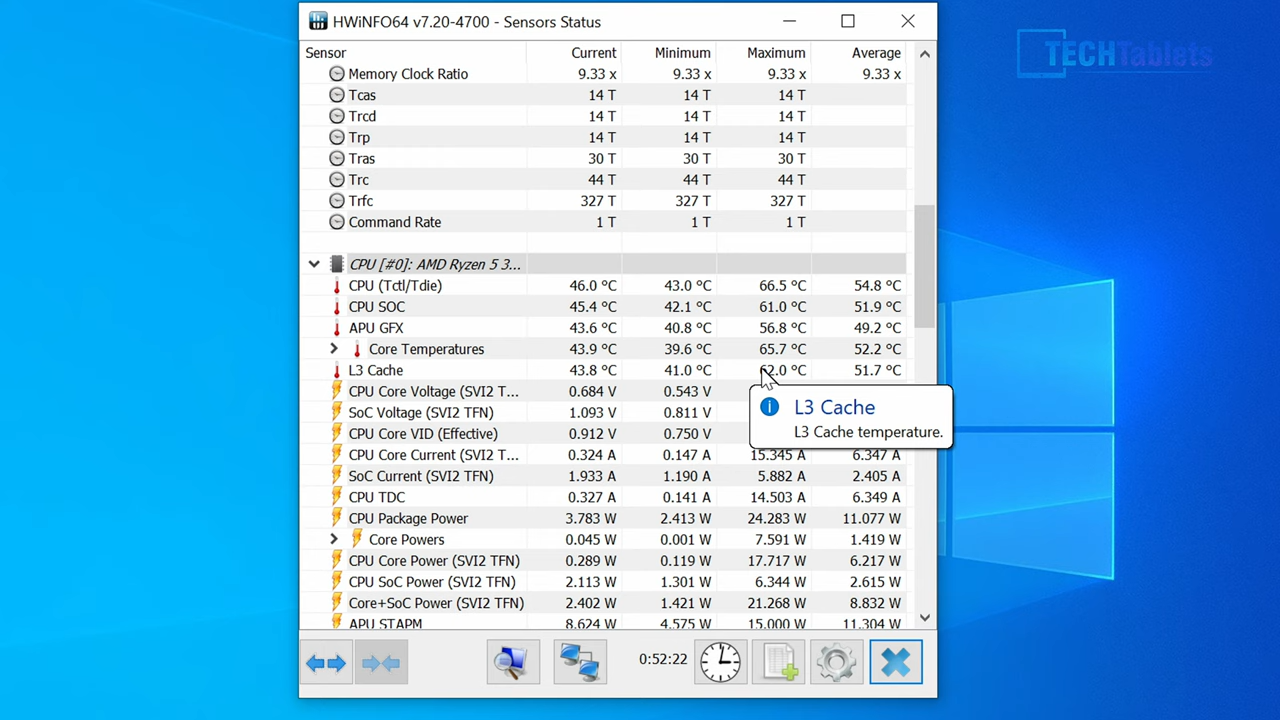 HWiNFO64 v7.20-4700 - Sensors Status
TECHTablets
Sensor Current Minimum Maximum Average
Memory Clock Ratio 9.33 x 9.33 x 9.33 x 9.33 x
Tcas 14 T 14 T 14 T
Trcd 14 T 14 T 14 T
Trp 14 T 14 T 14 T
Tras 30 T 30 T 30 T
Trc 44 T 44 T 44 T
Trfc 327 T 327 T 327 T
Command Rate 1 T 1 T 1 T
CPU [#0]: AMD Ryzen 5 3...
CPU (Tctl/Tdie) 46.0 °C 43.0 °C 66.5 °C 54.8 °C
CPU SOC 45.4 °C 42.1 °C 61.0 °C 51.9 °C
APU GFX 43.6 °C 40.8 °C 56.8 °C 49.2 °C
Core Temperatures 43.9 °C 39.6 °C 65.7 °C 52.2 °C
L3 Cache 43.8 °C 41.0 °C 62.0 °C 51.7 °C
CPU Core Voltage (SVI2 T... 0.684 V 0.543 V
L3 Cache
SoC Voltage (SVI2 TFN) 1.093 V 0.811 V
L3 Cache temperature.
CPU Core VID (Effective) 0.912 V 0.750 V
CPU Core Current (SVI2 T... 0.324 A 0.147 A 15.345 A 6.347 A
SoC Current (SVI2 TFN) 1.933 A 1.190 A 5.882 A 2.405 A
CPU TDC 0.327 A 0.141 A 14.503 A 6.349 A
CPU Package Power 3.783 W 2.413 W 24.283 W 11.077 W
Core Powers 0.045 W 0.001 W 7.591 W 1.419 W
CPU Core Power (SVI2 TFN) 0.289 W 0.119 W 17.717 W 6.217 W
CPU SoC Power (SVI2 TFN) 2.113 W 1.301 W 6.344 W 2.615 W
Core+SoC Power (SVI2 TFN) 2.402 W 1.421 W 21.268 W 8.832 W
APU STAPM 8.624 W 4.575 W 15.000 W 11.304 W
0:52:22